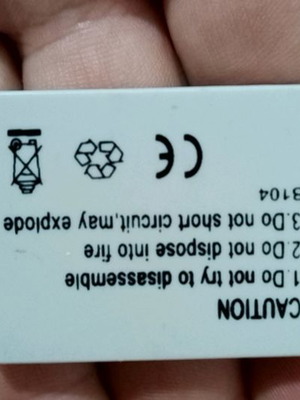 CAUTION
1.Do not try to disassemble
2.Do not dispose into fire
3.Do not short circuit,may explode
3104
CE